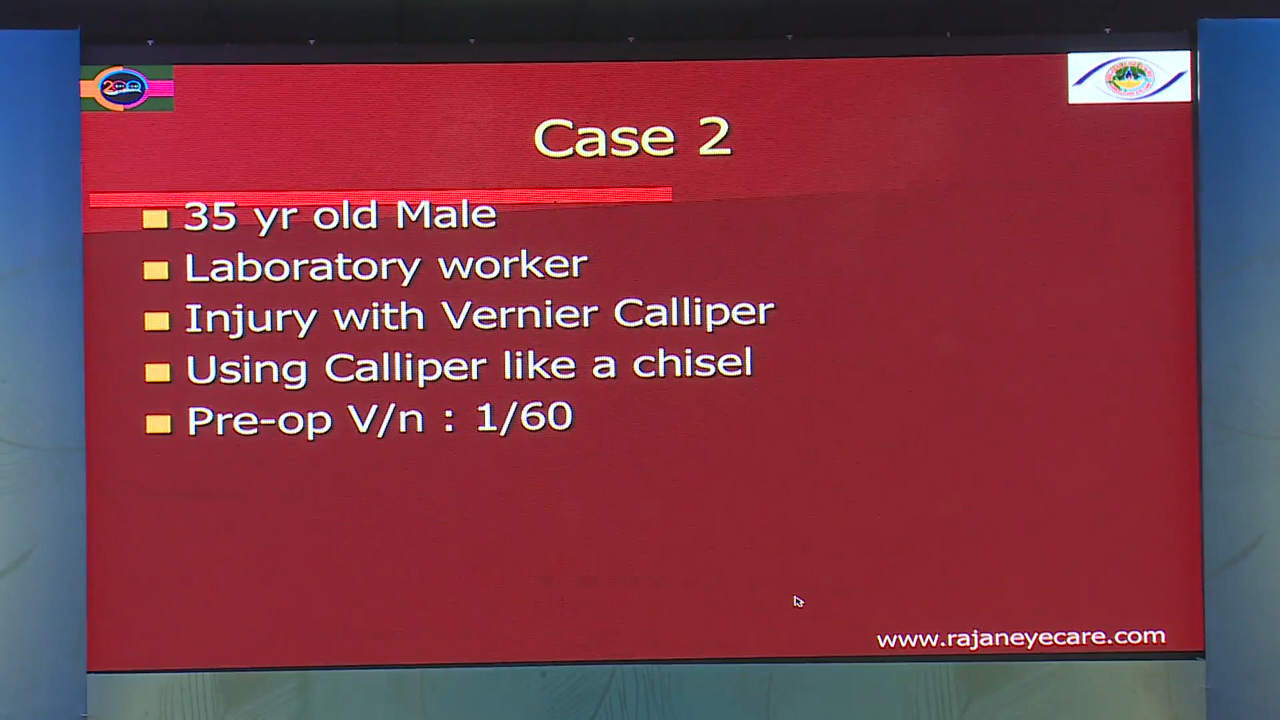 Case 2
35 yr old Male
Laboratory worker
Injury with Vernier Calliper
Using Calliper like a chisel
Pre-op V/n : 1/60
www.rajaneyecare.com